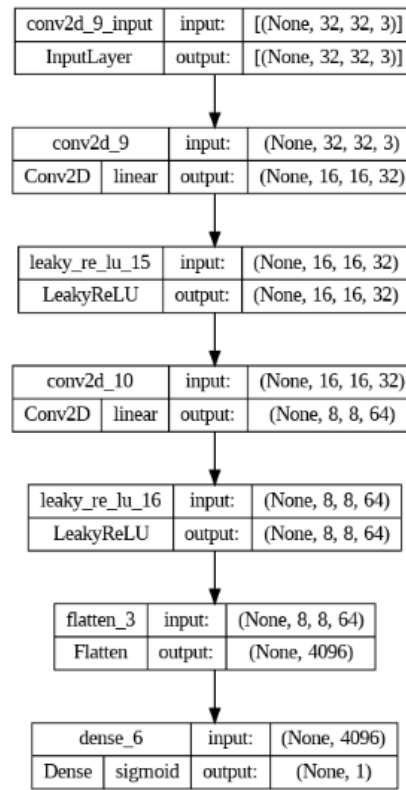 conv2d_9_input input: [(None, 32, 32, 3)]
InputLayer output: [(None, 32, 32, 3)]
conv2d_9 input: (None, 32, 32, 3)
Conv2D linear output: (None, 16, 16, 32)
leaky_re_lu_15 input: (None, 16, 16, 32)
LeakyReLU output: (None, 16, 16, 32)
conv2d_10 input: (None, 16, 16, 32)
Conv2D linear output: (None, 8, 8, 64)
leaky_re_lu_16 input: (None, 8, 8, 64)
LeakyReLU output: (None, 8, 8, 64)
flatten_3 input: (None, 8, 8, 64)
Flatten output: (None, 4096)
dense_6 input: (None, 4096)
Dense sigmoid output: (None, 1)